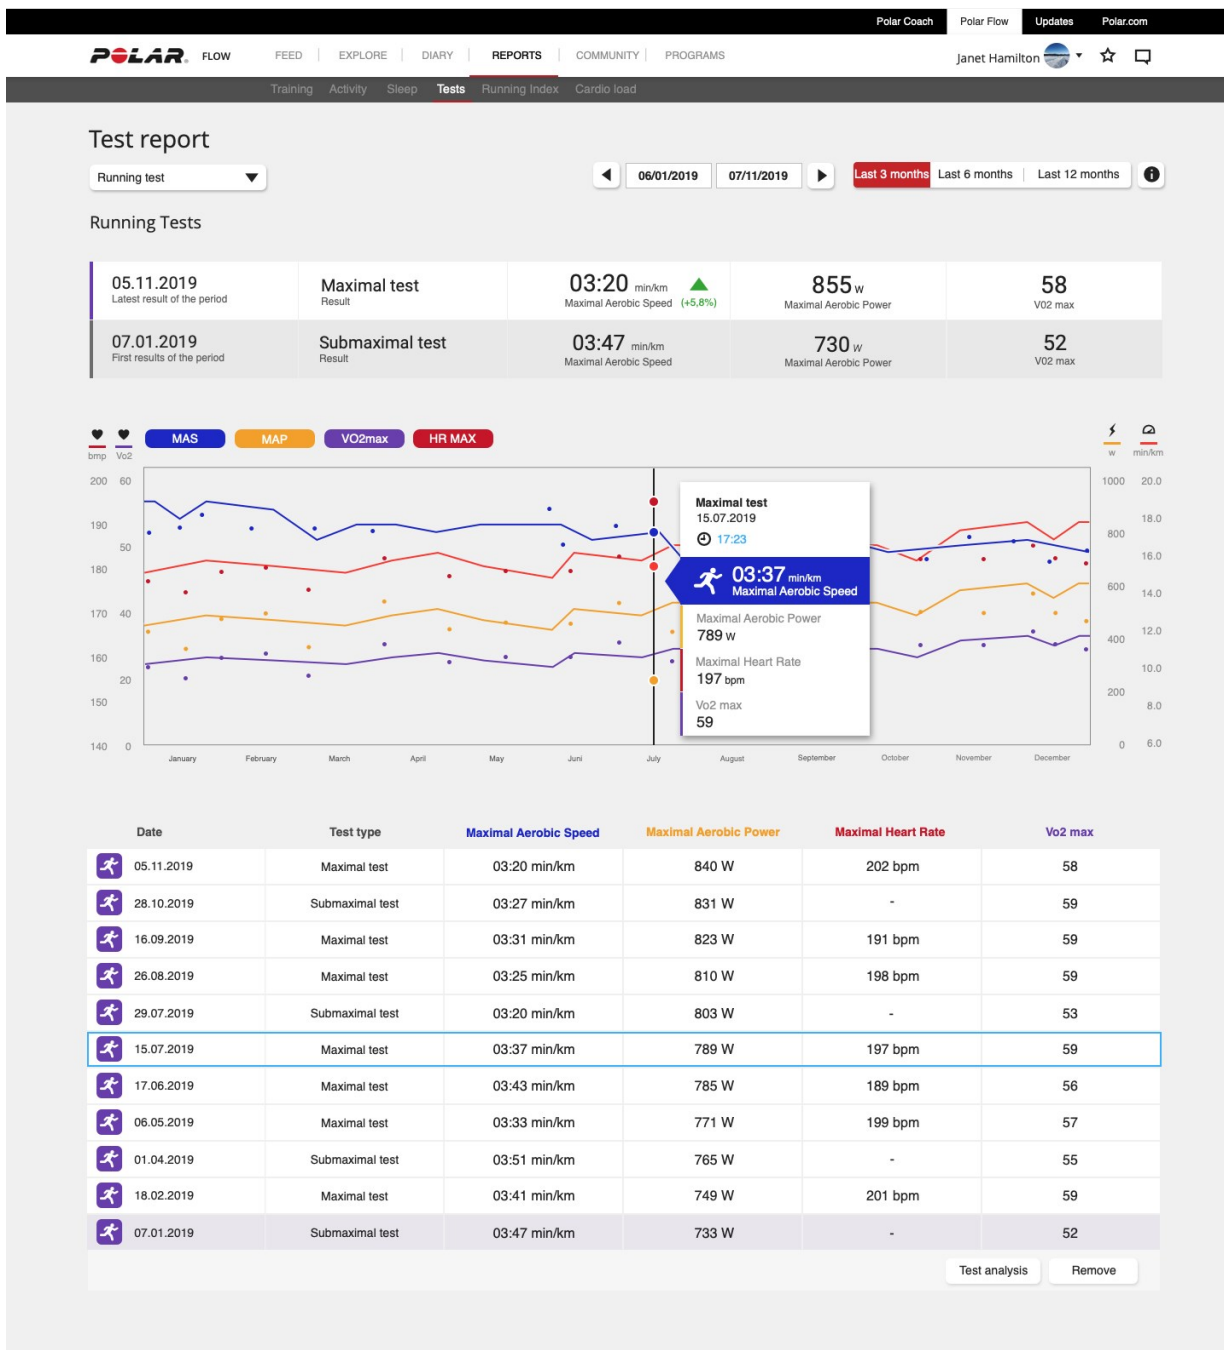 Polar Coach Polar Flow Updates Polar.com
POLAR. FLOW FEED EXPLORE DIARY REPORTS COMMUNITY PROGRAMS Janet Hamilton
Training Activity Sleep Tests Running Index Cardio load
Test report
Running test 06/01/2019 07/11/2019 Last 3 months Last 6 months Last 12 months
Running Tests
05.11.2019 Maximal test 03:20 min/km 855 w 58
Latest result of the period Result Maximal Aerobic Speed (+5,8%) Maximal Aerobic Power V02 max
07.01.2019 Submaximal test 03:47 min/km 730 w 52
First results of the period Result Maximal Aerobic Speed Maximal Aerobic Power V02 max
MAS MAP VO2max HR MAX
bmp Vo2 w min/km
200 60 1000 20.0
190 18.0
800
50 16.0
180
600
14.0
170 40
12.0
400
160
10.0
20
200
150 8.0
140 0 0 6.0
Maximal test
15.07.2019
17:23
03:37 min/km
Maximal Aerobic Speed
Maximal Aerobic Power
789 w
Maximal Heart Rate
197 bpm
Vo2 max
59
January February March April May Juni July August September October November December
Date Test type Maximal Aerobic Speed Maximal Aerobic Power Maximal Heart Rate Vo2 max
05.11.2019 Maximal test 03:20 min/km 840 W 202 bpm 58
28.10.2019 Submaximal test 03:27 min/km 831 W - 59
16.09.2019 Maximal test 03:31 min/km 823 W 191 bpm 59
26.08.2019 Maximal test 03:25 min/km 810 W 198 bpm 59
29.07.2019 Submaximal test 03:20 min/km 803 W - 53
15.07.2019 Maximal test 03:37 min/km 789 W 197 bpm 59
17.06.2019 Maximal test 03:43 min/km 785 W 189 bpm 56
06.05.2019 Maximal test 03:33 min/km 771 W 199 bpm 57
01.04.2019 Submaximal test 03:51 min/km 765 W - 55
18.02.2019 Maximal test 03:41 min/km 749 W 201 bpm 59
07.01.2019 Submaximal test 03:47 min/km 733 W - 52
Test analysis Remove